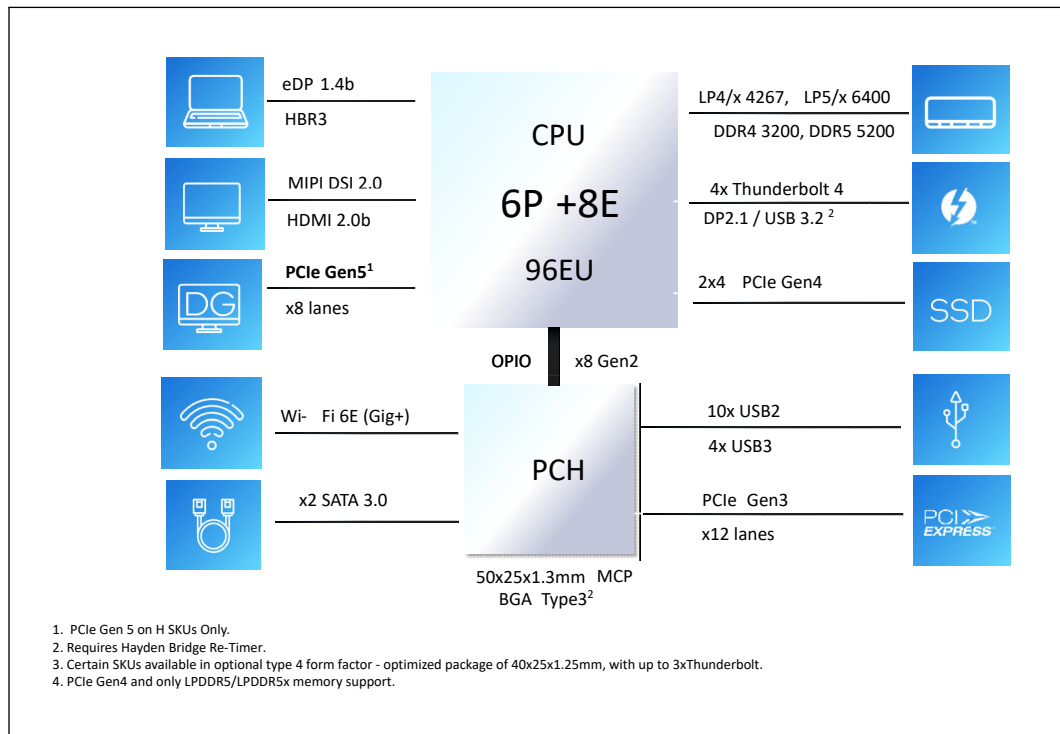 eDP 1.4b
HBR3
MIPI DSI 2.0
HDMI 2.0b
DG
PCIe Gen5¹
x8 lanes
CPU
6P +8E
96EU
LP4/x 4267, LP5/x 6400
DDR4 3200, DDR5 5200
4x Thunderbolt 4
DP2.1 / USB 3.2 ²
2x4 PCIe Gen4
SSD
OPIO x8 Gen2
Wi- Fi 6E (Gig+)
x2 SATA 3.0
PCH
10x USB2
4x USB3
PCIe Gen3
x12 lanes
PCI
EXPRESS
50x25x1.3mm MCP
BGA Type3²
1. PCIe Gen 5 on H SKUs Only.
2. Requires Hayden Bridge Re-Timer.
3. Certain SKUs available in optional type 4 form factor - optimized package of 40x25x1.25mm, with up to 3xThunderbolt.
4. PCIe Gen4 and only LPDDR5/LPDDR5x memory support.